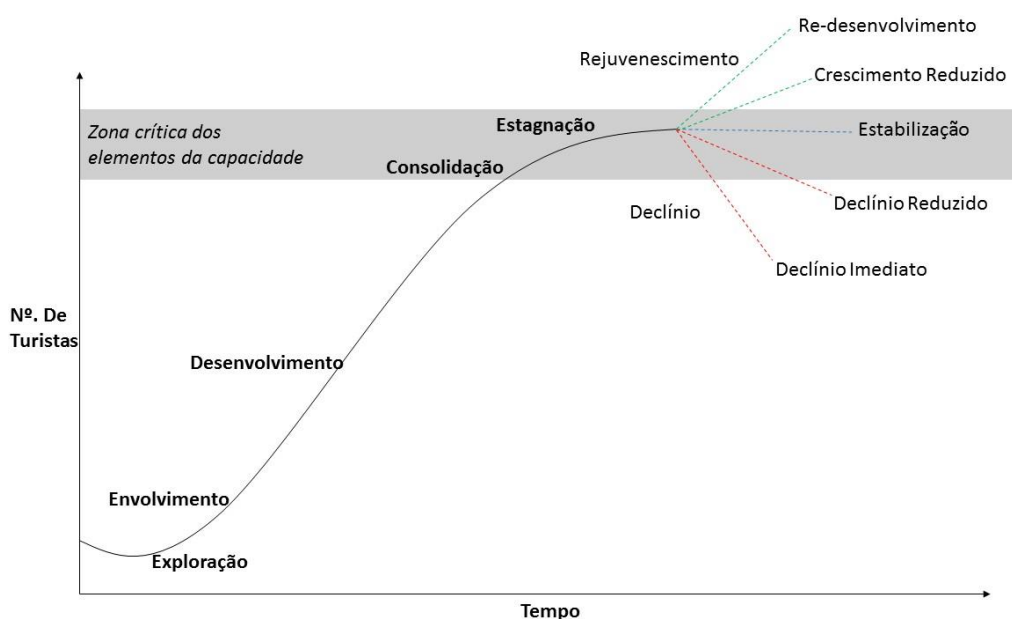 Re-desenvolvimento
Rejuvenescimento
Crescimento Reduzido
Zona crítica dos
elementos da capacidade
Estagnação
Estabilização
Consolidação
Declínio Reduzido
Declínio
Declínio Imediato
Nº. De
Turistas
Desenvolvimento
Envolvimento
Exploração
Tempo